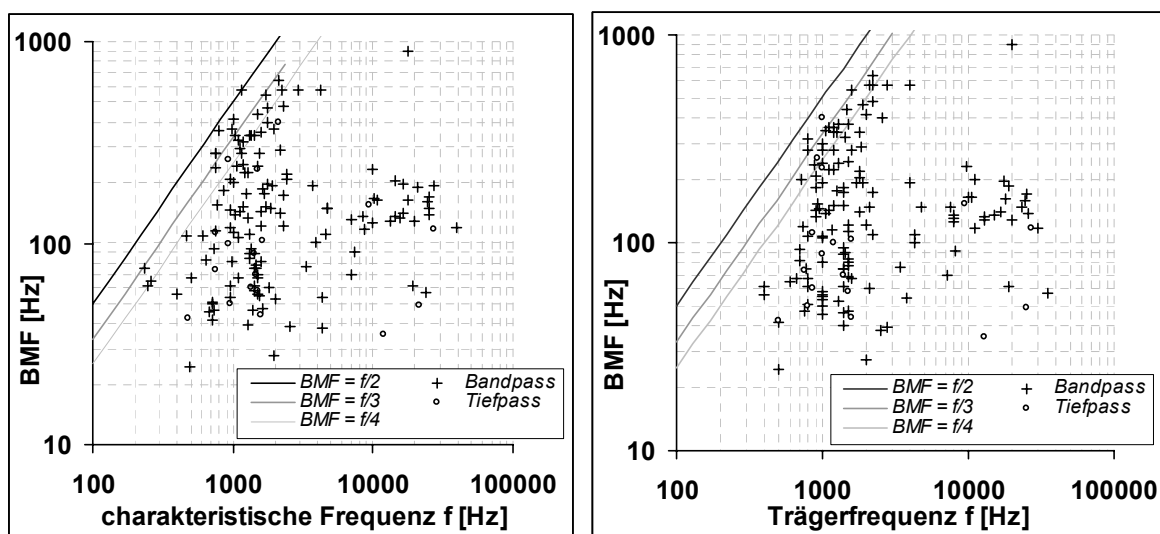 1000
100
10
BMF [Hz]
BMF = f/2
BMF = f/3
BMF = f/4
Bandpass
Tiefpass
100 1000 10000 100000
charakteristische Frequenz f [Hz]
1000
100
10
BMF [Hz]
BMF = f/2
BMF = f/3
BMF = f/4
Bandpass
Tiefpass
100 1000 10000 100000
Trägerfrequenz f [Hz]